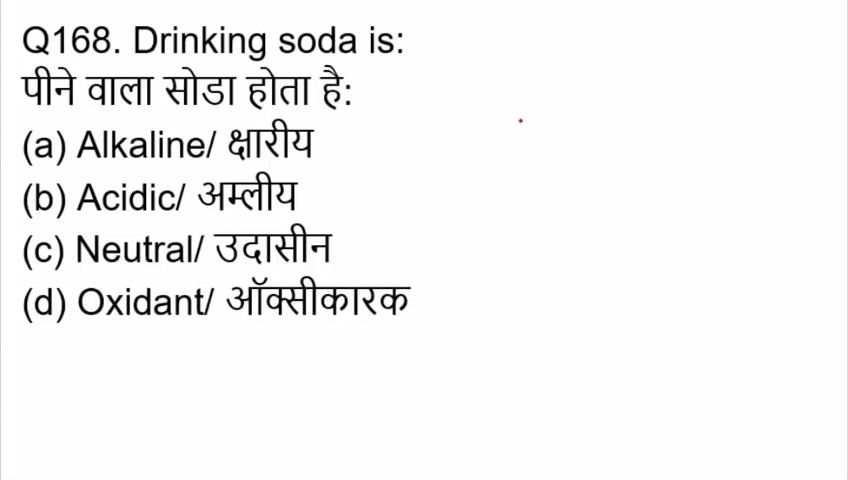 Q168. Drinking soda is:
पीने वाला सोडा होता है:
(a) Alkaline/ क्षारीय
(b) Acidic/ अम्लीय
(c) Neutral/ उदासीन
(d) Oxidant/ ऑक्सीकारक